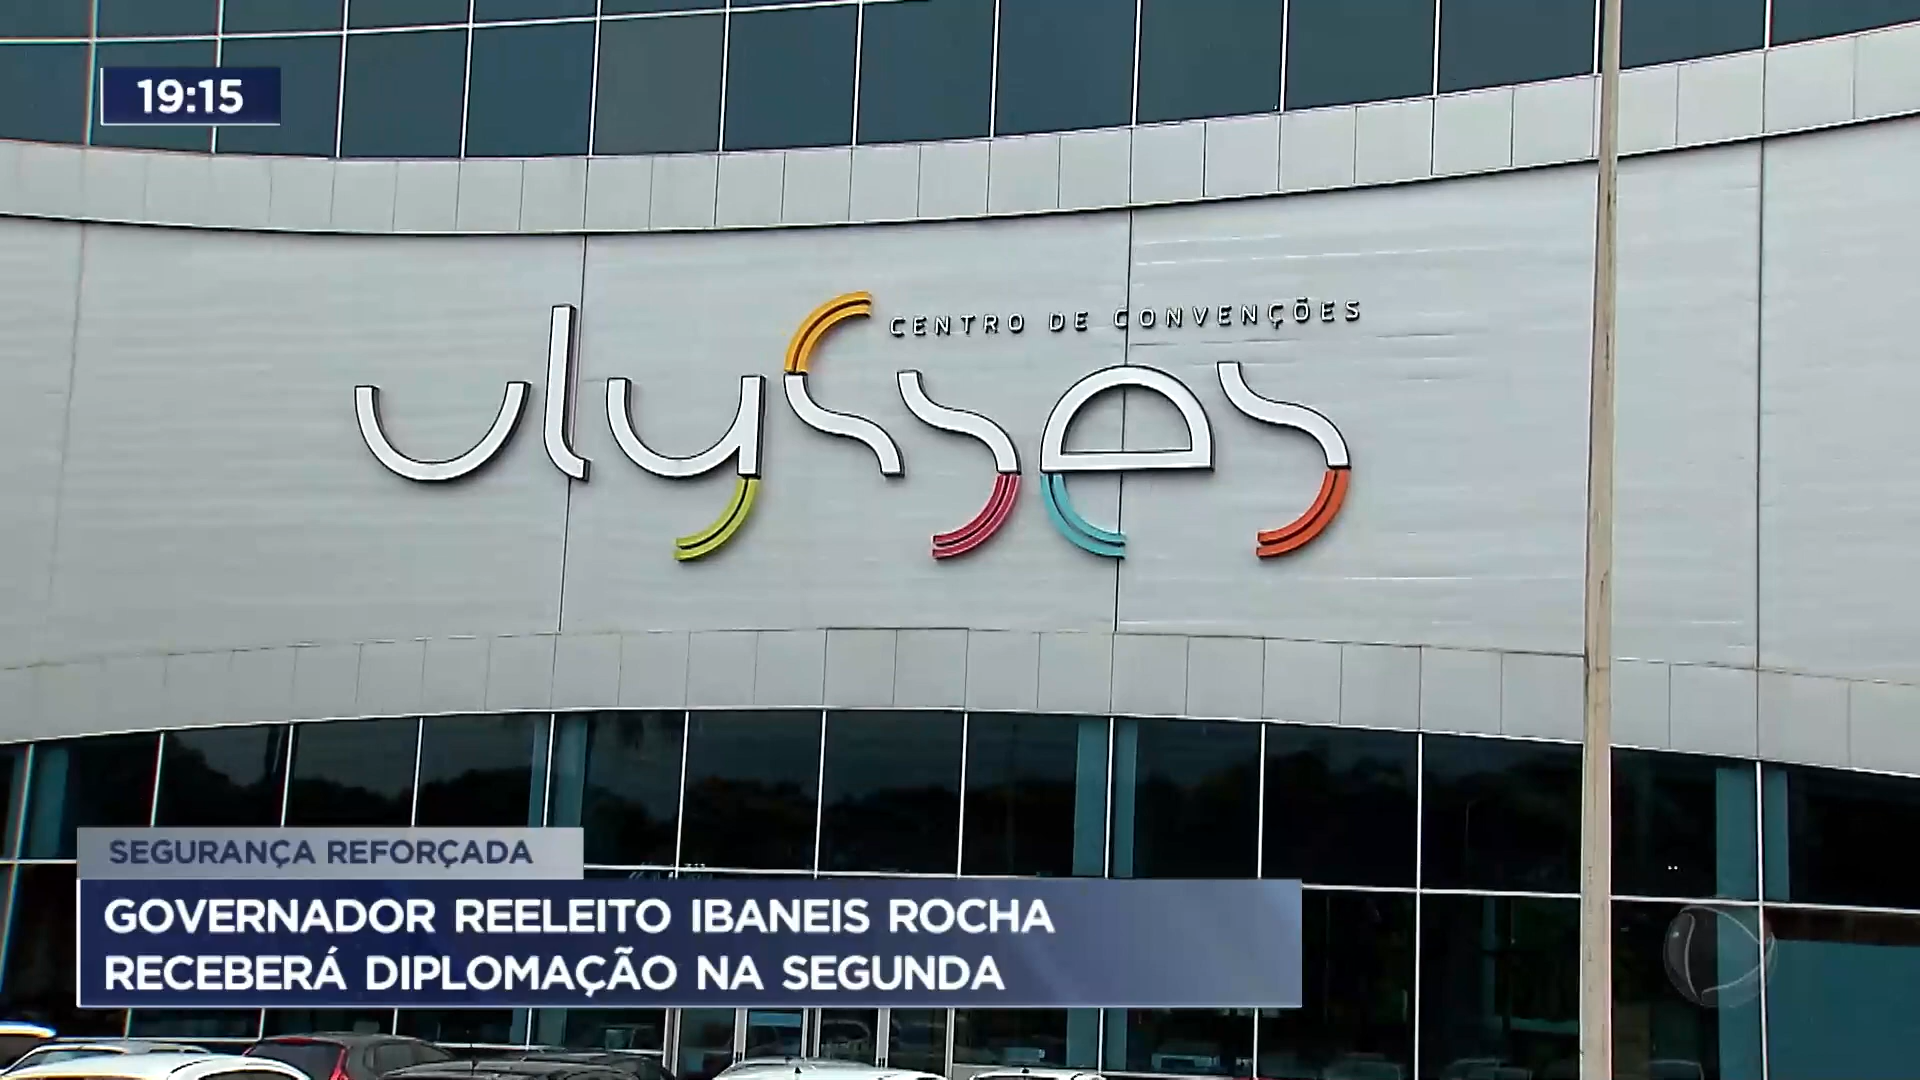 19:15
CENTRO DE CONVENÇÕES
ulysses
SEGURANÇA REFORÇADA
GOVERNADOR REELEITO IBANEIS ROCHA
RECEBERÁ DIPLOMAÇÃO NA SEGUNDA